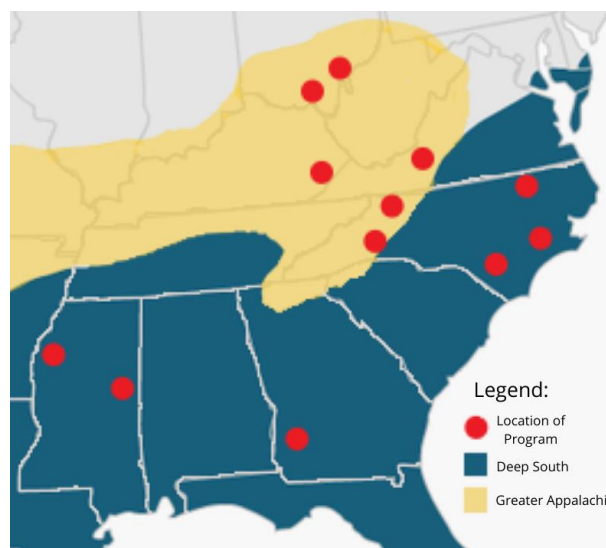 Legend:
Location of
Program
Deep South
Greater Appalachi